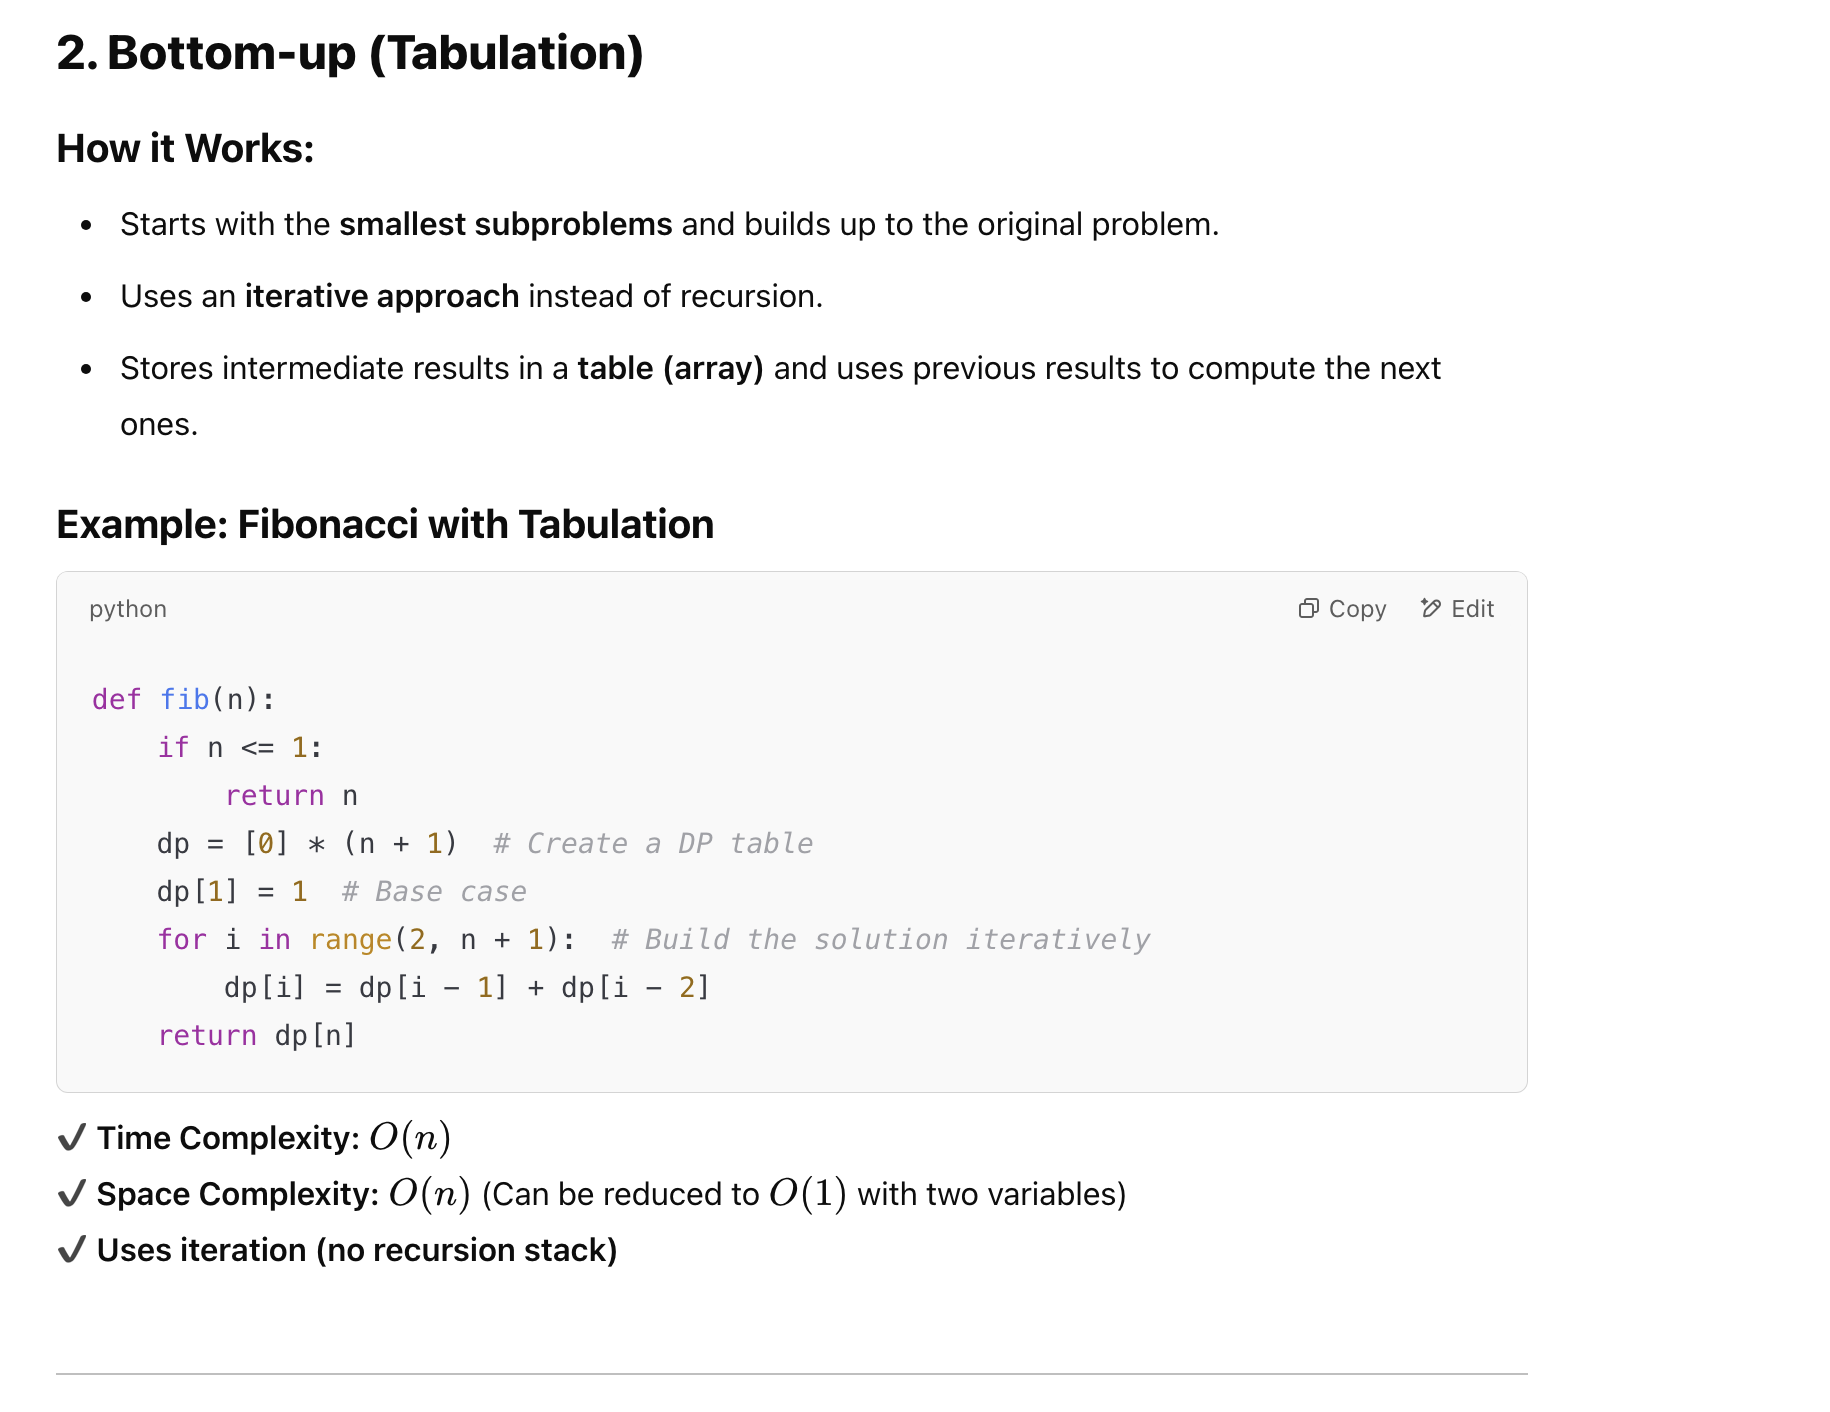 2. Bottom-up (Tabulation)
How it Works:
• Starts with the smallest subproblems and builds up to the original problem.
• Uses an iterative approach instead of recursion.
• Stores intermediate results in a table (array) and uses previous results to compute the next
ones.
Example: Fibonacci with Tabulation
python Copy Edit
def fib(n):
    if n <= 1:
        return n
    dp = [0] * (n + 1)  # Create a DP table
    dp[1] = 1  # Base case
    for i in range(2, n + 1):  # Build the solution iteratively
        dp[i] = dp[i - 1] + dp[i - 2]
    return dp[n]
✔ Time Complexity: O(n)
✔ Space Complexity: O(n) (Can be reduced to O(1) with two variables)
✔ Uses iteration (no recursion stack)